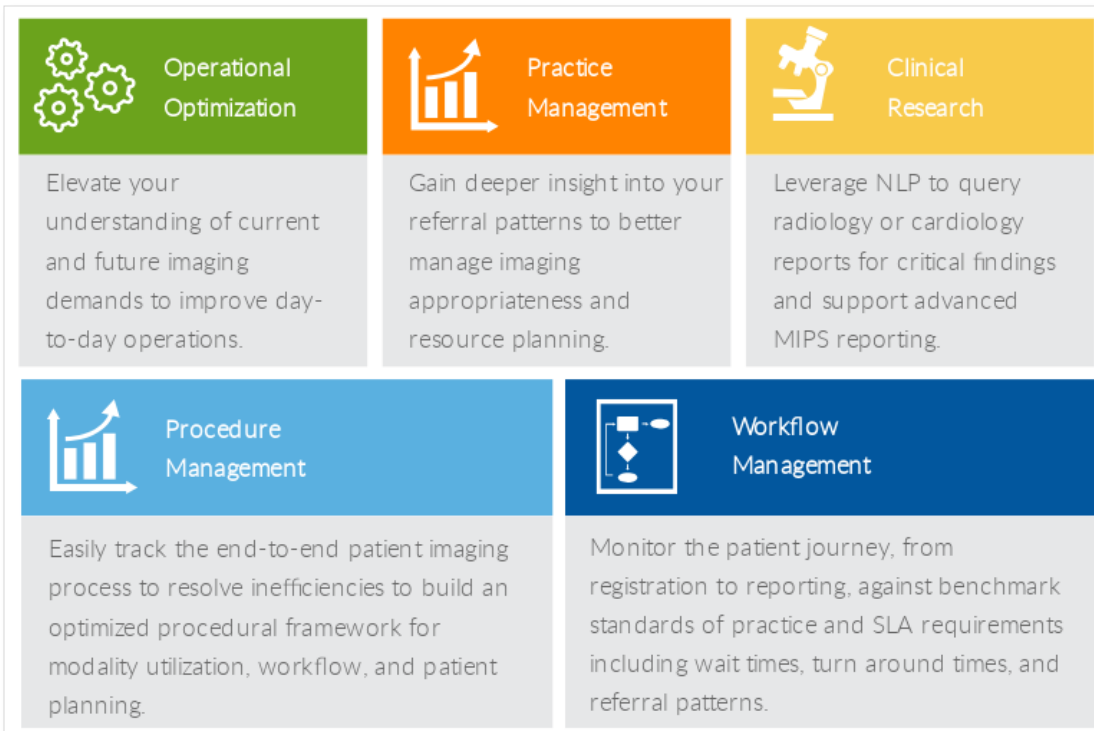 Operational
Optimization
Elevate your
understanding of current
and future imaging
demands to improve day-
to-day operations.
Practice
Management
Gain deeper insight into your
referral patterns to better
manage imaging
appropriateness and
resource planning.
Clinical
Research
Leverage NLP to query
radiology or cardiology
reports for critical findings
and support advanced
MIPS reporting.
Procedure
Management
Easily track the end-to-end patient imaging
process to resolve inefficiencies to build an
optimized procedural framework for
modality utilization, workflow, and patient
planning.
Workflow
Management
Monitor the patient journey, from
registration to reporting, against benchmark
standards of practice and SLA requirements
including wait times, turn around times, and
referral patterns.